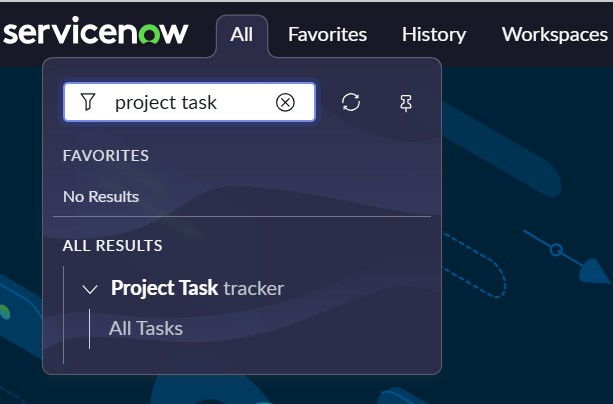 servicenow All Favorites History Workspaces
project task
FAVORITES
No Results
ALL RESULTS
Project Task tracker
All Tasks